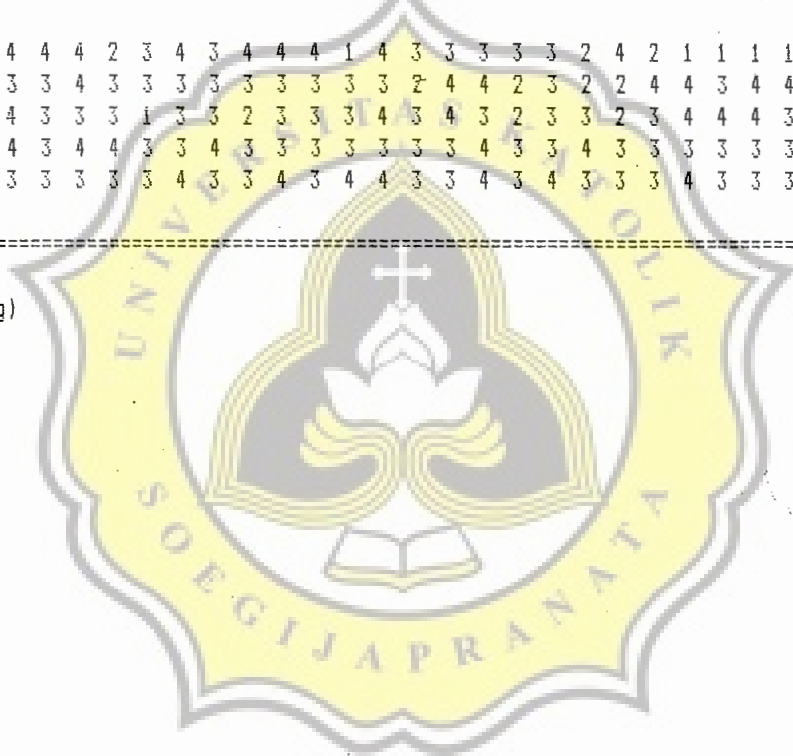 4 4 4 2 3 4 3 4 4 4 1 4 3 3 3 3 3 2 4 2 1 1 1 1
3 3 4 3 3 3 3 3 3 3 3 3 2 4 4 2 3 2 2 4 4 3 4 4
4 3 3 3 1 3 3 2 3 3 3 4 3 4 3 2 3 3 2 3 4 4 4 3
4 3 4 4 3 3 4 3 3 3 3 3 3 3 4 3 3 4 3 3 3 3 3 3
3 3 3 3 3 4 3 3 4 3 4 4 3 3 4 3 4 3 3 3 4 3 3 3
==================================================
g)
UNIVERSITAS KATOLIK
SOEGIJAPRANATA